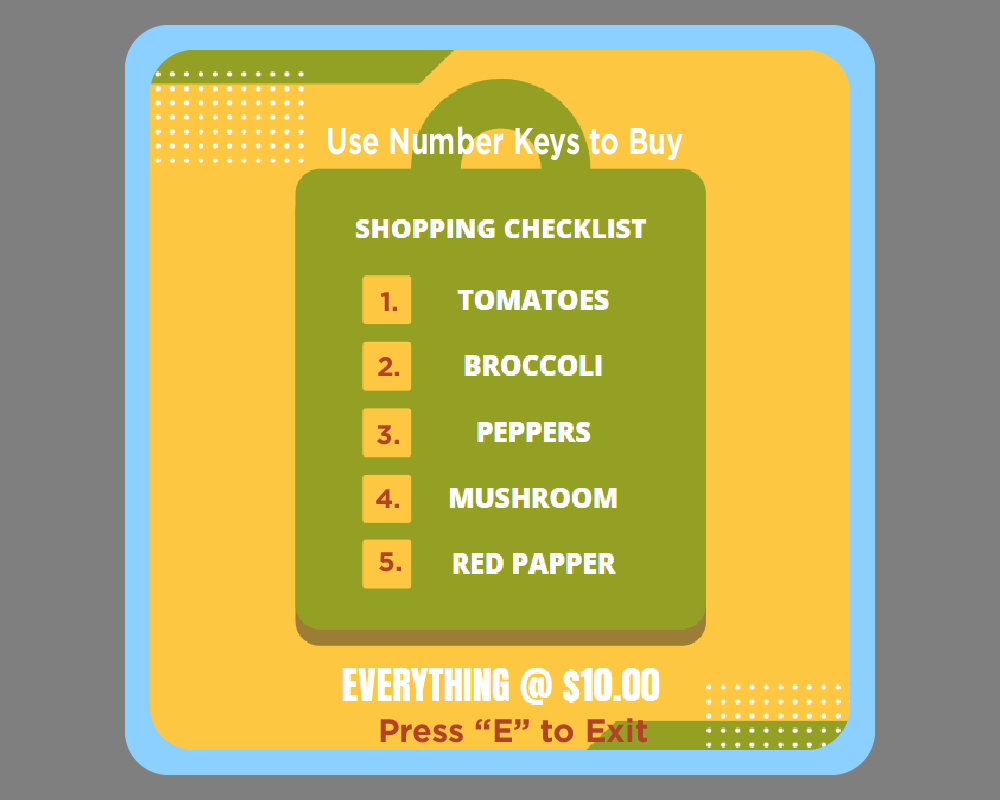 Use Number Keys to Buy
SHOPPING CHECKLIST
1. TOMATOES
2. BROCCOLI
3. PEPPERS
4. MUSHROOM
5. RED PAPPER
EVERYTHING @ $10.00
Press “E” to Exit